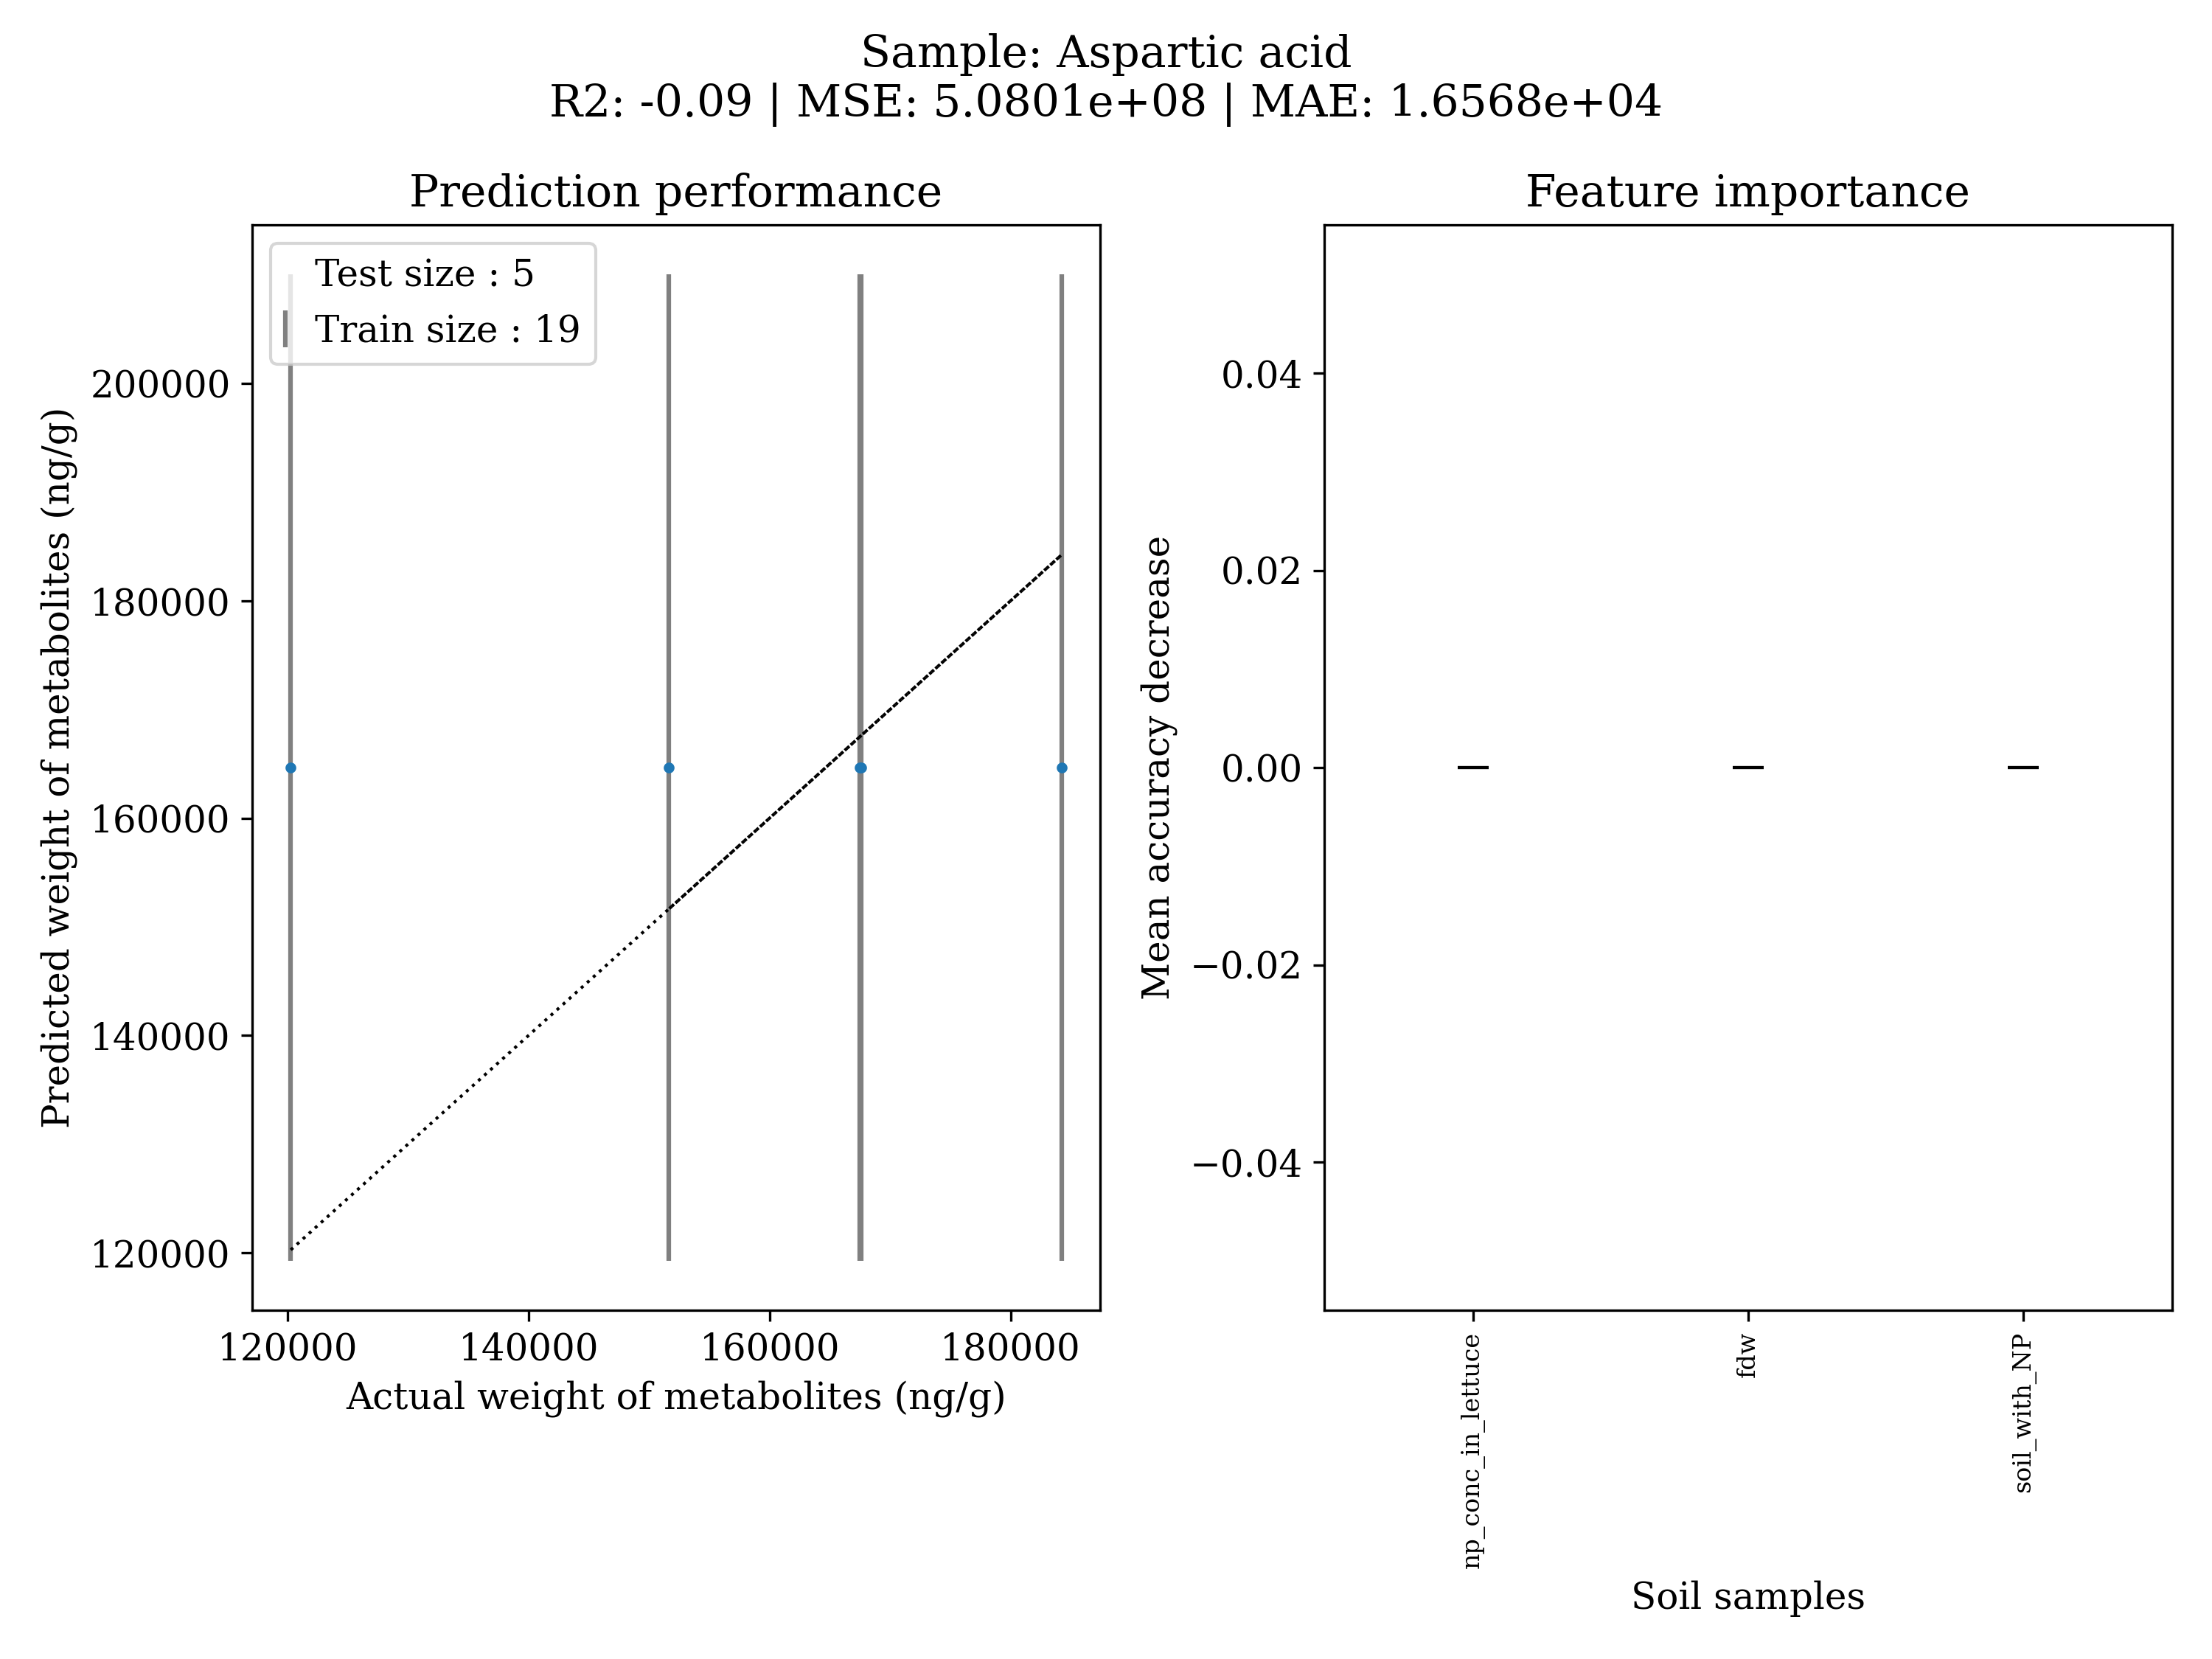 Sample: Aspartic acid
R2: -0.09 | MSE: 5.0801e+08 | MAE: 1.6568e+04
Prediction performance
Test size : 5
Train size : 19
200000
180000
160000
140000
120000
Predicted weight of metabolites (ng/g)
120000 140000 160000 180000
Actual weight of metabolites (ng/g)
Feature importance
0.04
0.02
0.00
−0.02
−0.04
Mean accuracy decrease
np_conc_in_lettuce
fdw
soil_with_NP
Soil samples